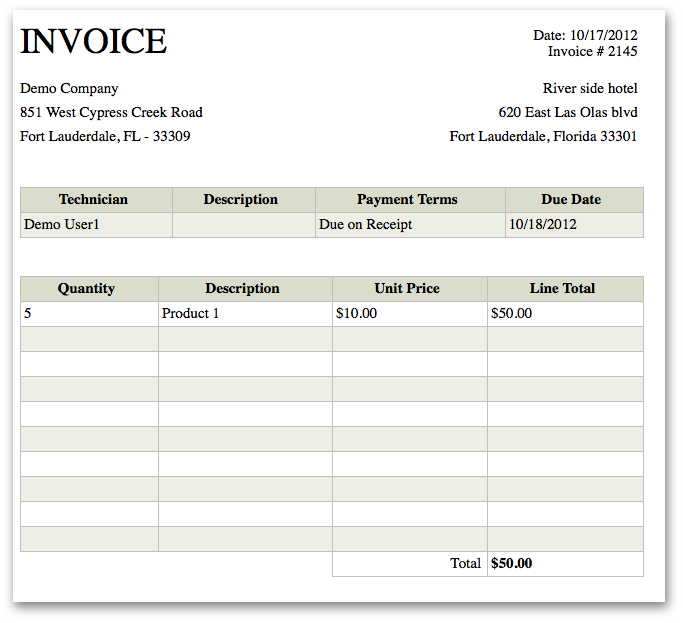 INVOICE
Date: 10/17/2012
Invoice # 2145
Demo Company
River side hotel
851 West Cypress Creek Road
620 East Las Olas blvd
Fort Lauderdale, FL - 33309
Fort Lauderdale, Florida 33301
Technician Description Payment Terms Due Date
Demo User1 Due on Receipt 10/18/2012
Quantity Description Unit Price Line Total
5 Product 1 $10.00 $50.00
Total $50.00